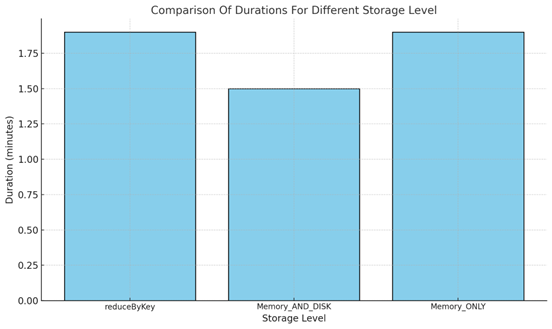 Comparison Of Durations For Different Storage Level
Duration (minutes)
1.75
1.50
1.25
1.00
0.75
0.50
0.25
0.00
reduceByKey Memory_AND_DISK Memory_ONLY
Storage Level